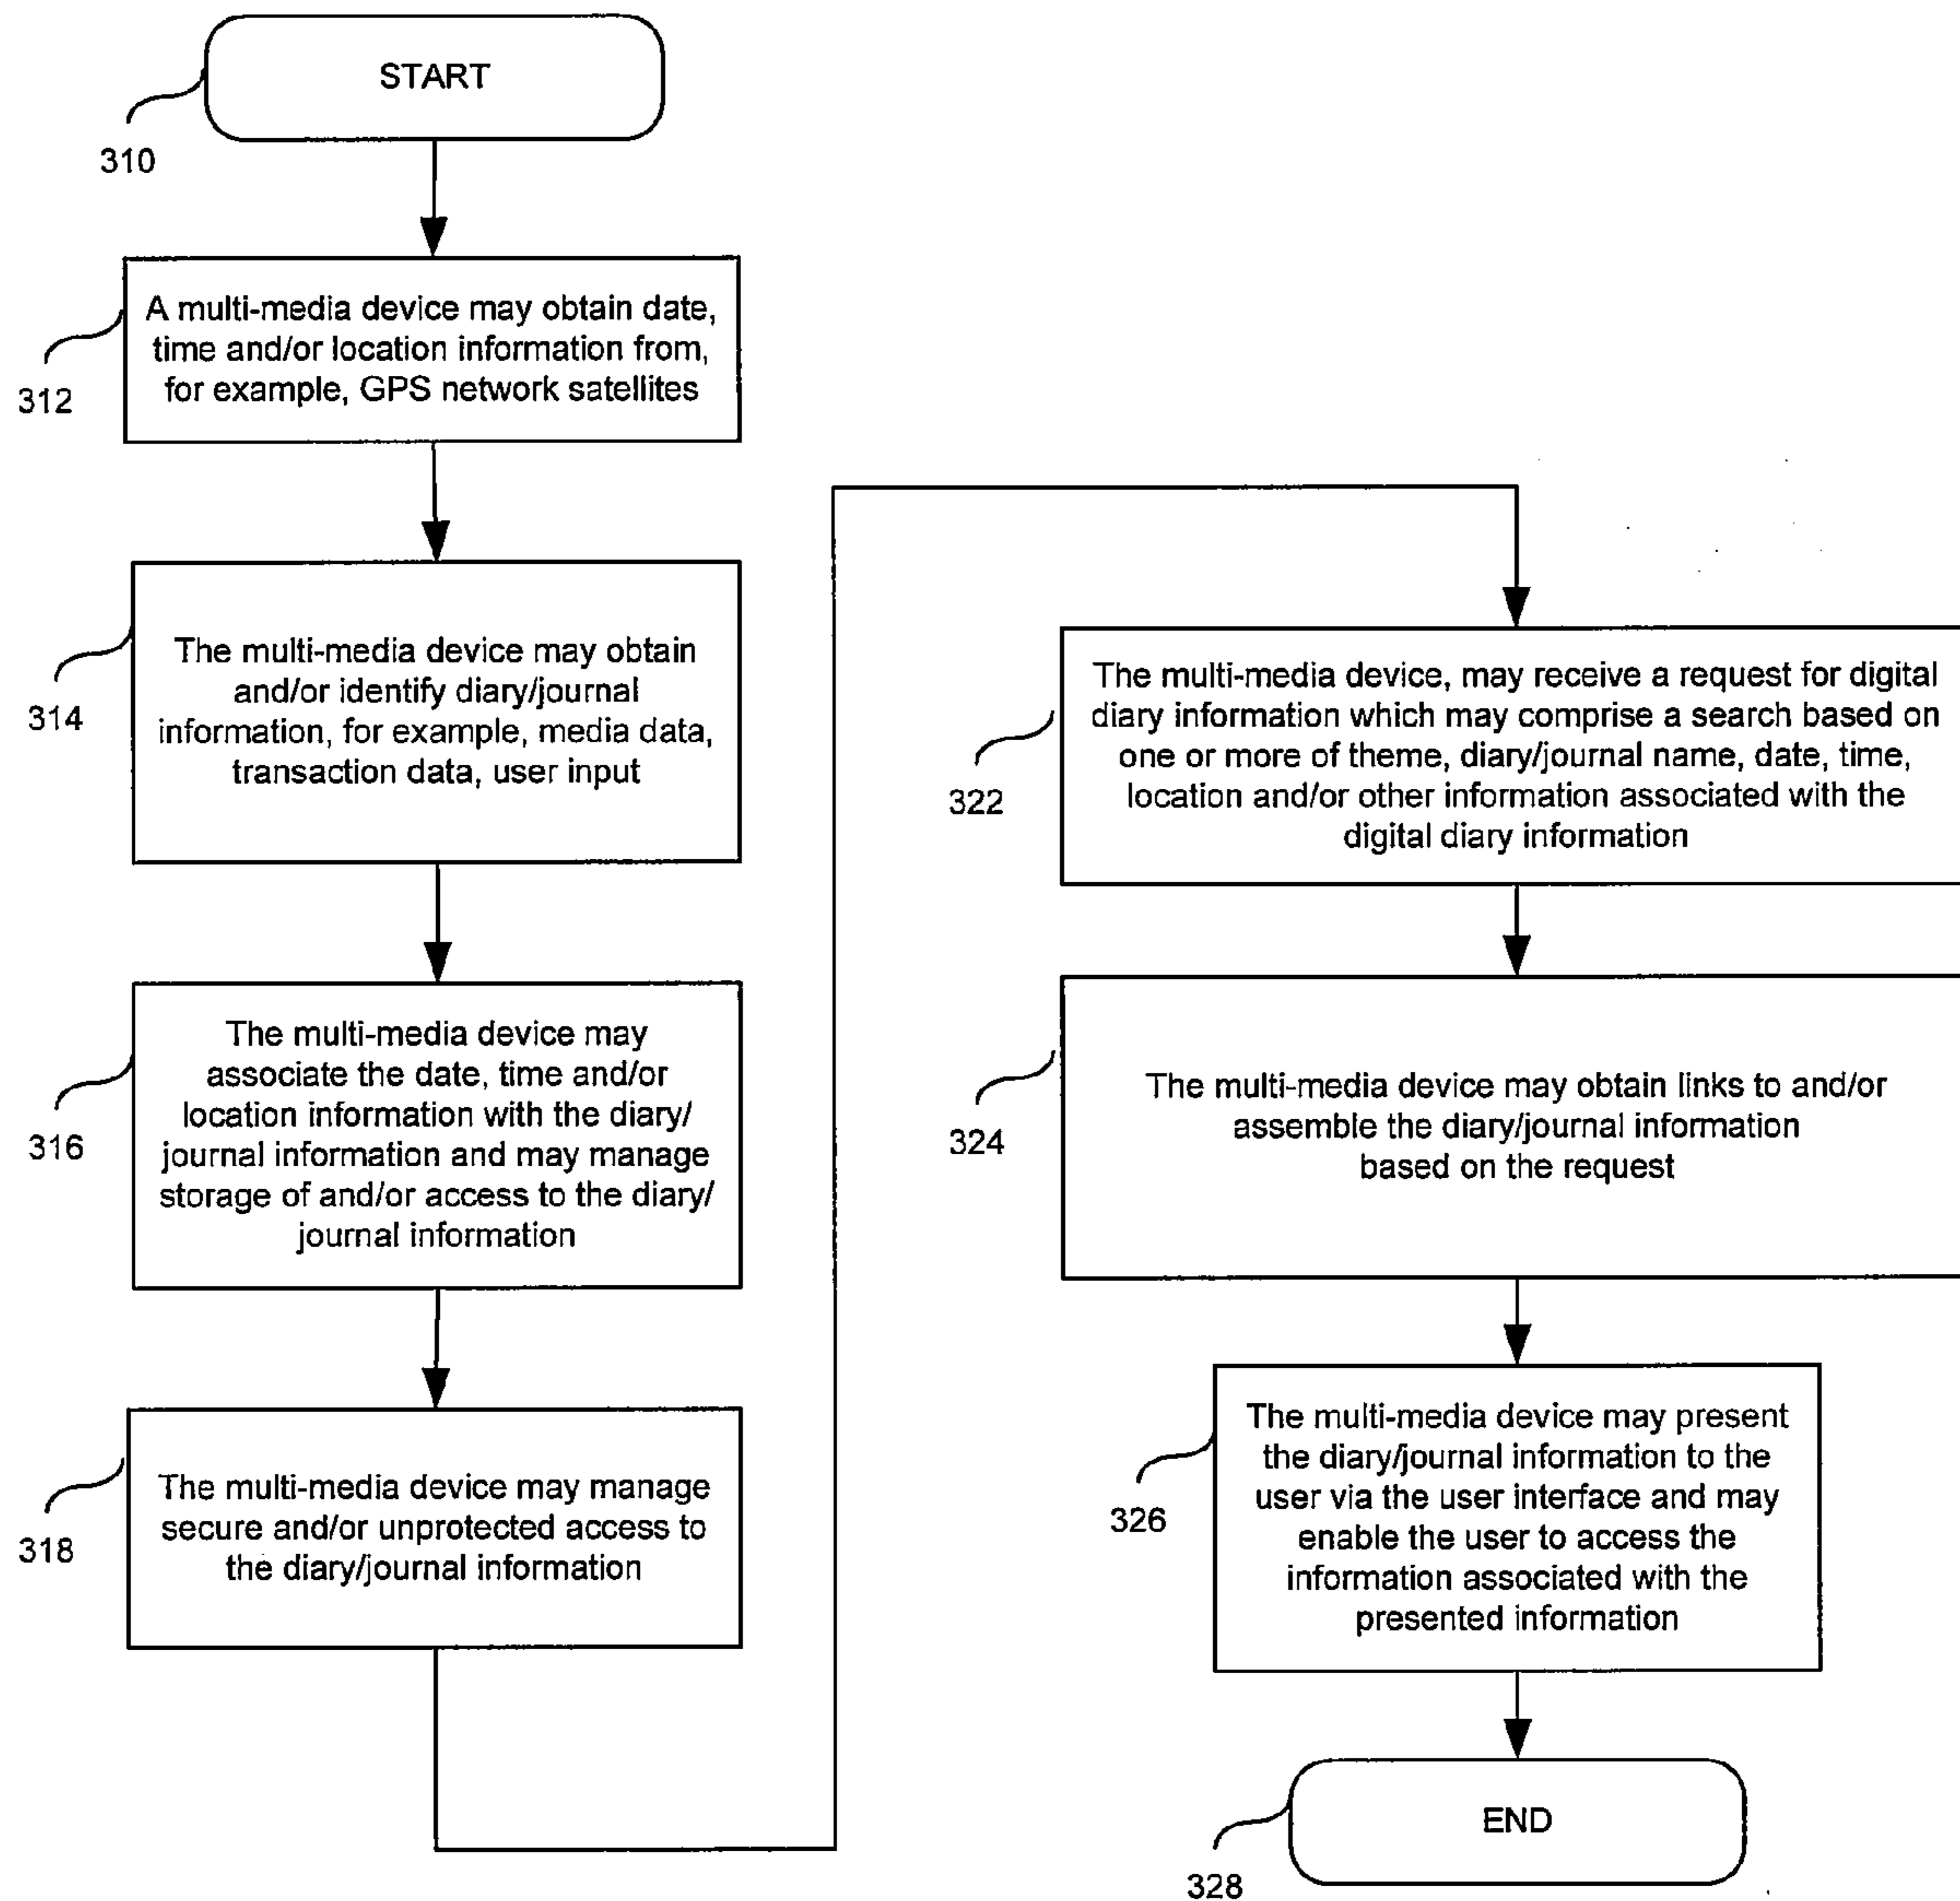 START
310
A multi-media device may obtain date,
time and/or location information from,
for example, GPS network satellites
312
The multi-media device may obtain
and/or identify diary/journal
information, for example, media data,
transaction data, user input
314
The multi-media device may
associate the date, time and/or
location information with the diary/
journal information and may manage
storage of and/or access to the diary/
journal information
316
The multi-media device may manage
secure and/or unprotected access to
the diary/journal information
318
The multi-media device, may receive a request for digital
diary information which may comprise a search based on
one or more of theme, diary/journal name, date, time,
location and/or other information associated with the
digital diary information
322
The multi-media device may obtain links to and/or
assemble the diary/journal information
based on the request
324
The multi-media device may present
the diary/journal information to the
user via the user interface and may
enable the user to access the
information associated with the
presented information
326
END
328